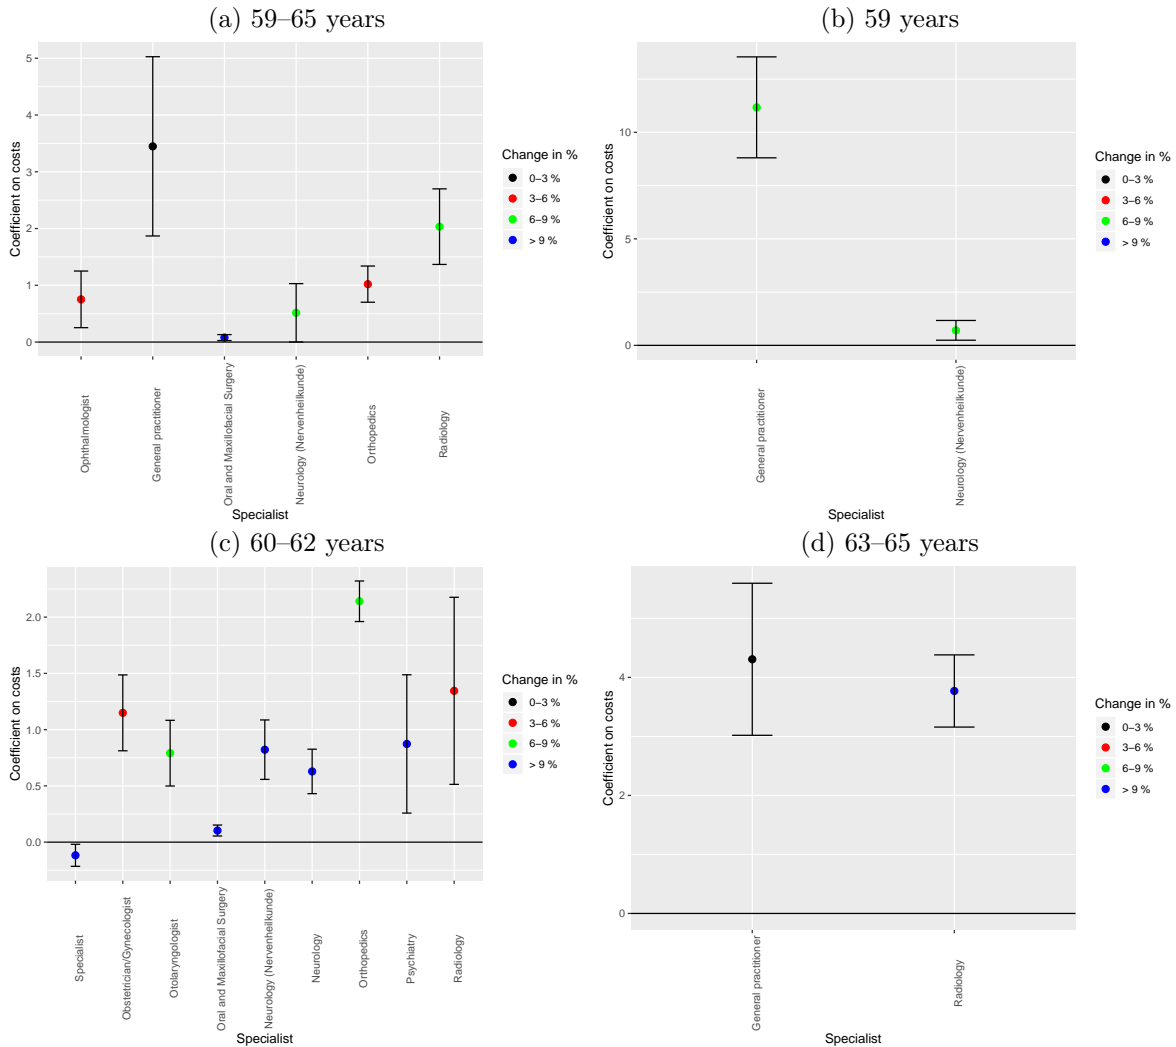 (a) 59–65 years
Coefficient on costs
5
4
3
2
1
0
Ophthalmologist
General practitioner
Oral and Maxillofacial Surgery
Neurology (Nervenheilkunde)
Orthopedics
Radiology
Specialist
Change in %
0–3 %
3–6 %
6–9 %
> 9 %
(b) 59 years
Coefficient on costs
10
5
0
General practitioner
Neurology (Nervenheilkunde)
Specialist
Change in %
0–3 %
3–6 %
6–9 %
> 9 %
(c) 60–62 years
Coefficient on costs
2.0
1.5
1.0
0.5
0.0
Specialist
Obstetrician/Gynecologist
Otolaryngologist
Oral and Maxillofacial Surgery
Neurology (Nervenheilkunde)
Neurology
Orthopedics
Psychiatry
Radiology
Specialist
Change in %
0–3 %
3–6 %
6–9 %
> 9 %
(d) 63–65 years
Coefficient on costs
4
2
0
General practitioner
Radiology
Specialist
Change in %
0–3 %
3–6 %
6–9 %
> 9 %